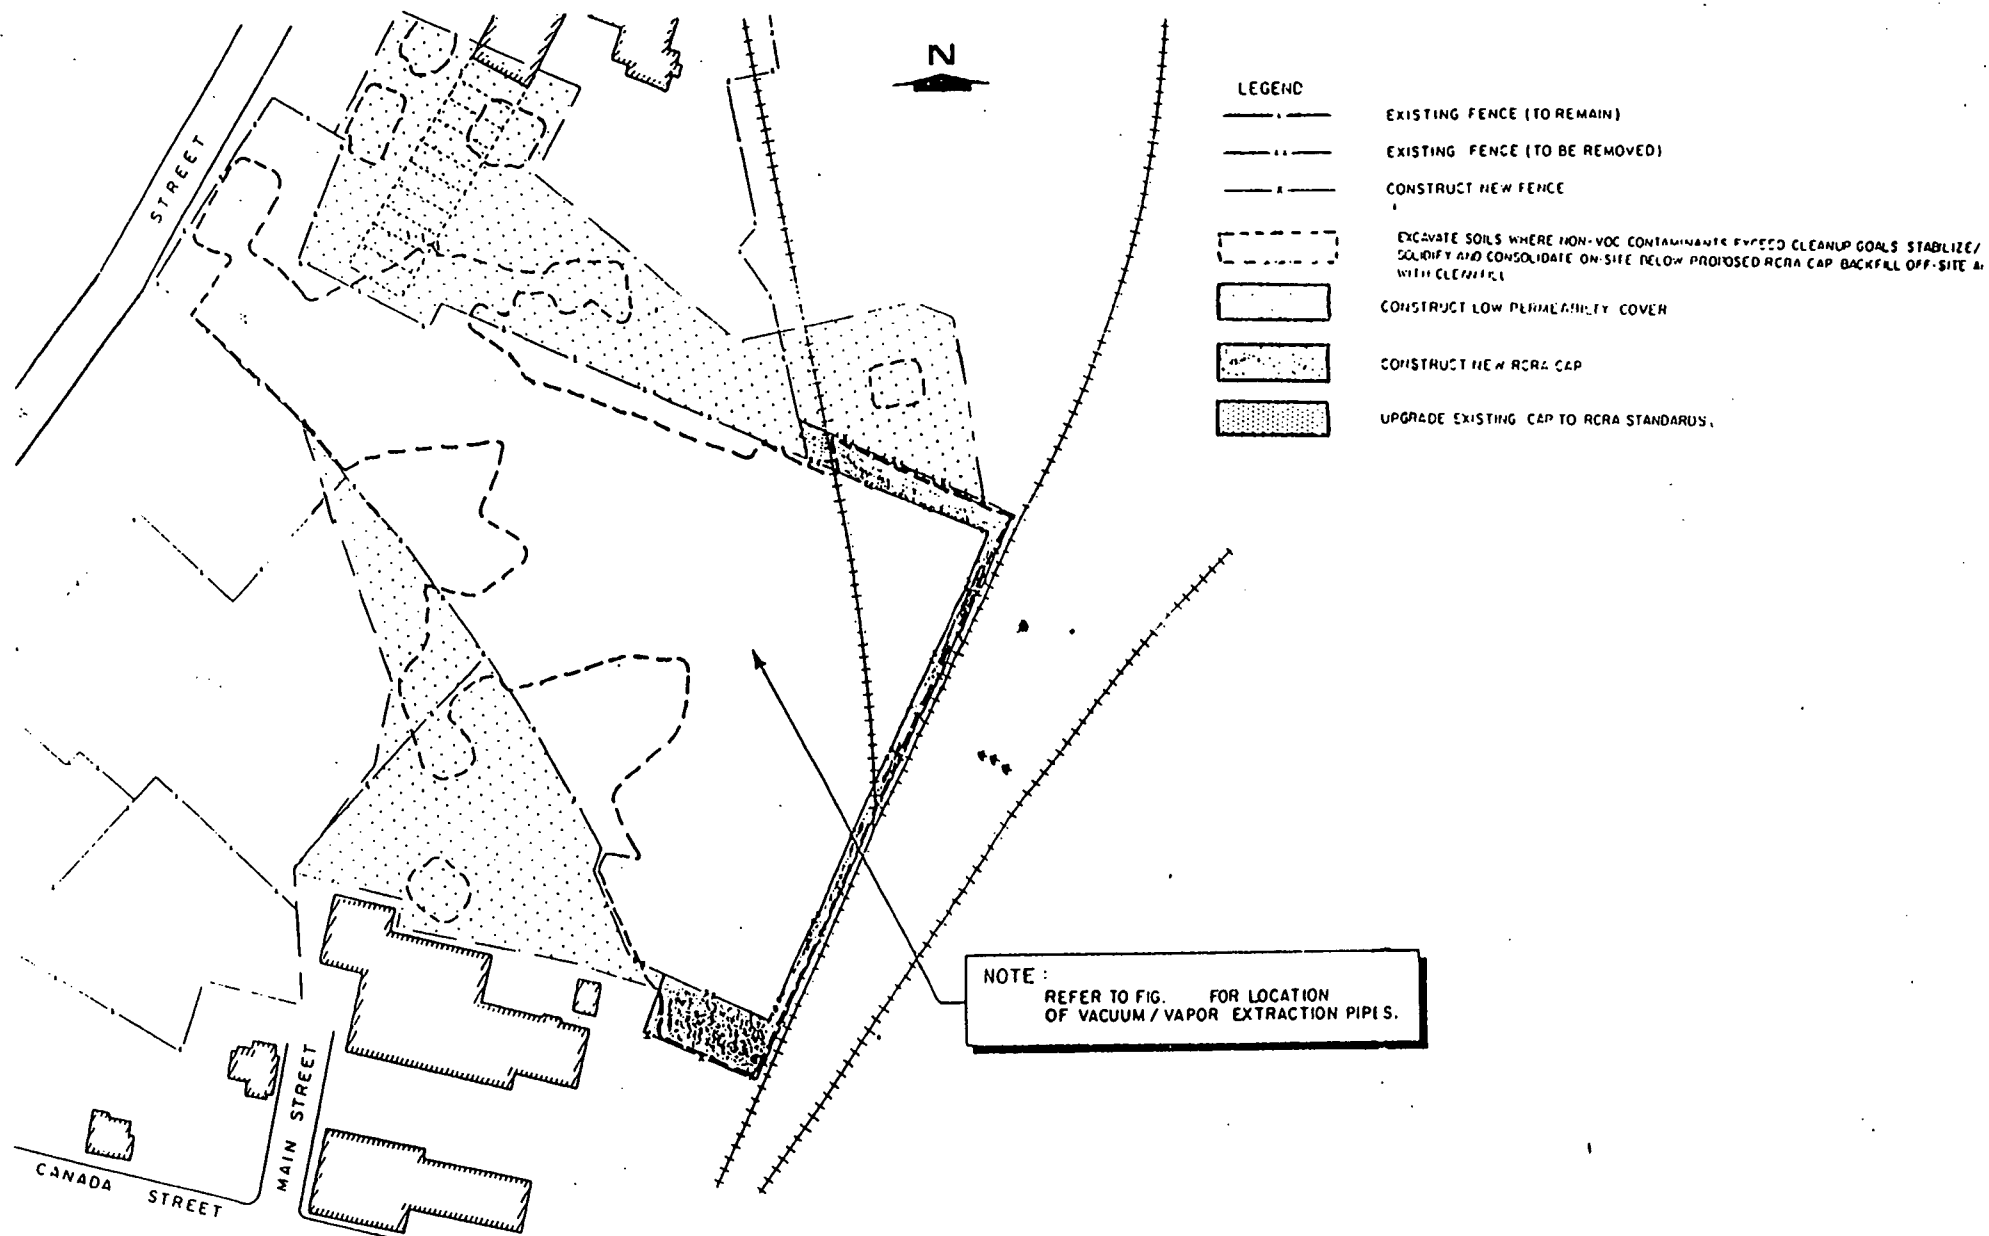 N
LEGEND
EXISTING FENCE (TO REMAIN)
EXISTING FENCE (TO BE REMOVED)
CONSTRUCT NEW FENCE
EXCAVATE SOILS WHERE NON-VOC CONTAMINANTS EXCEED CLEANUP GOALS STABILIZE/
SOLIDIFY AND CONSOLIDATE ON-SITE BELOW PROPOSED RCRA CAP BACKFILL OFF-SITE
WITH CLEANFILL
CONSTRUCT LOW PERMEABILITY COVER
CONSTRUCT NEW RCRA CAP
UPGRADE EXISTING CAP TO RCRA STANDARDS.
STREET
NOTE :
REFER TO FIG. FOR LOCATION
OF VACUUM / VAPOR EXTRACTION PIPES.
MAIN STREET
CANADA STREET